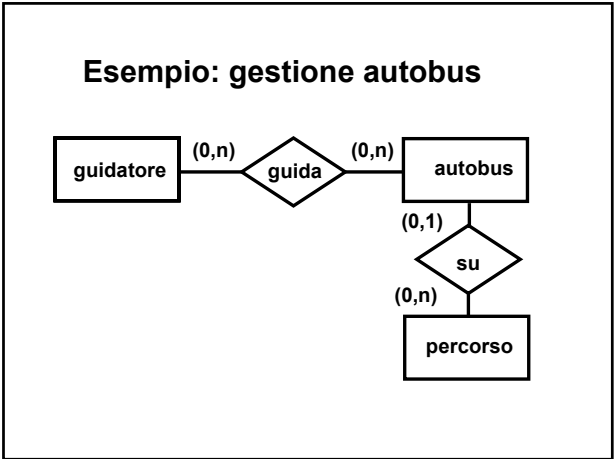 Esempio: gestione autobus
guidatore (0,n) guida (0,n) autobus
(0,1)
su
(0,n)
percorso